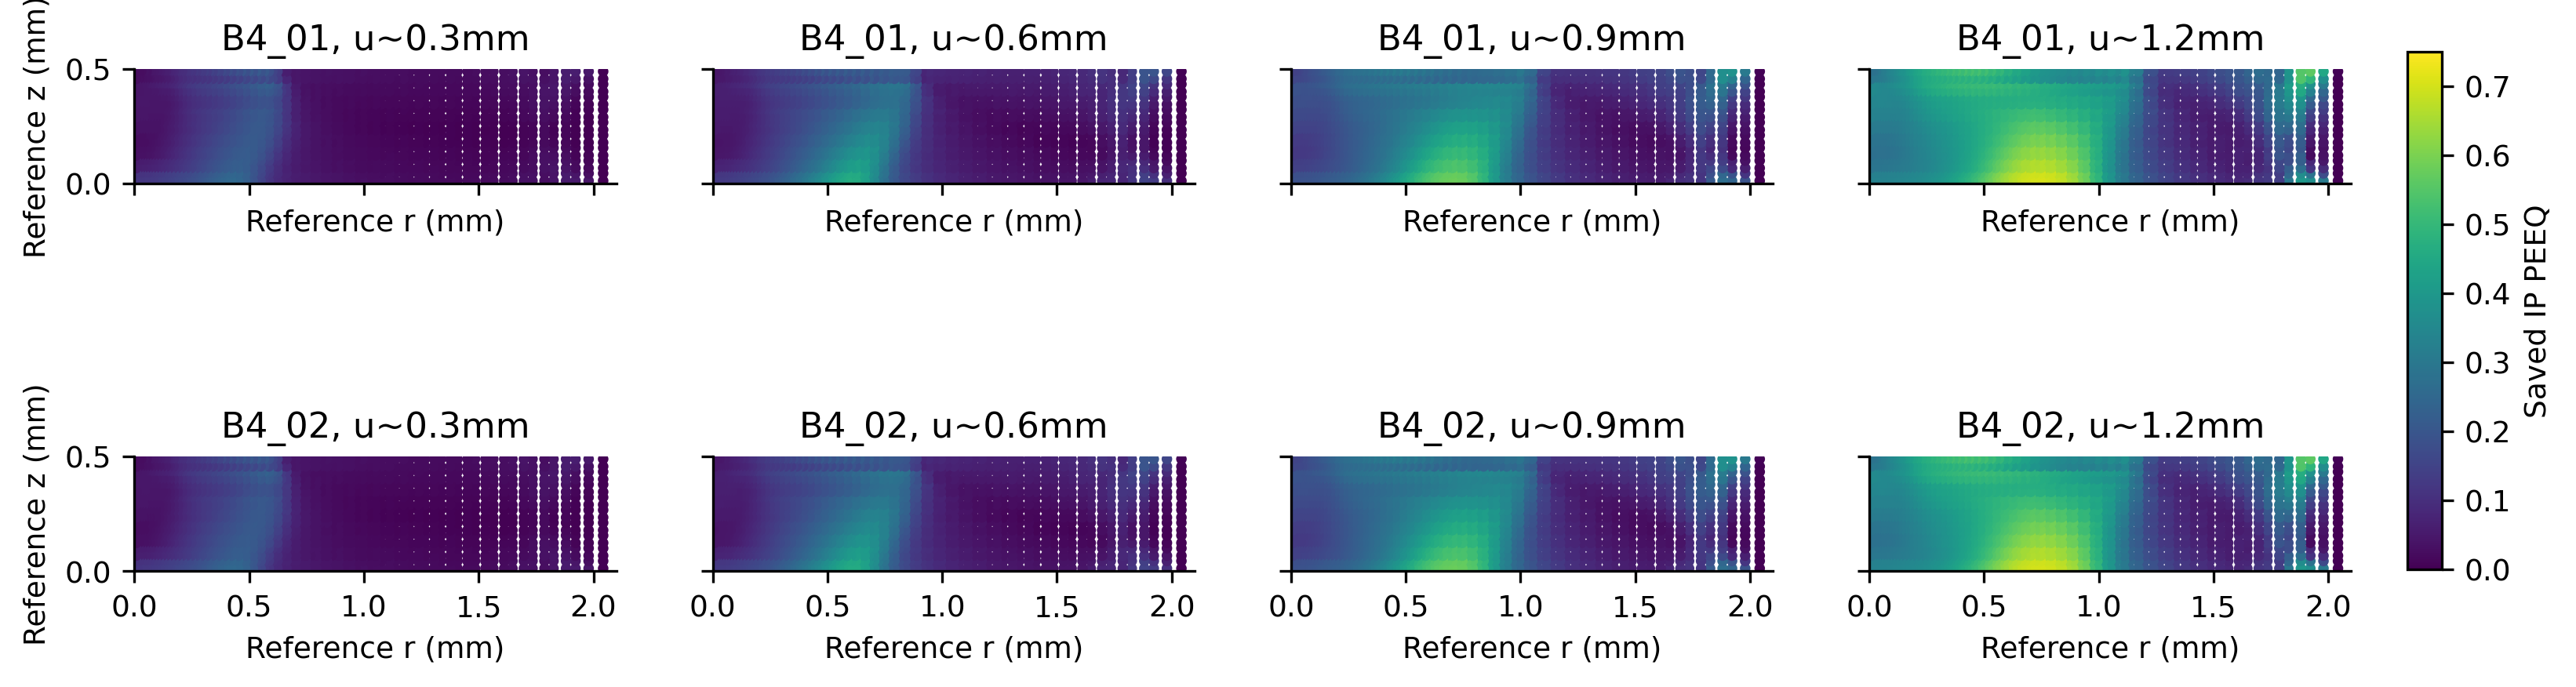 B4_01, u~0.3mm
B4_01, u~0.6mm
B4_01, u~0.9mm
B4_01, u~1.2mm
Reference z (mm)
0.5
0.0
Reference r (mm)
Reference r (mm)
Reference r (mm)
Reference r (mm)
B4_02, u~0.3mm
B4_02, u~0.6mm
B4_02, u~0.9mm
B4_02, u~1.2mm
Reference z (mm)
0.5
0.0
0.0 0.5 1.0 1.5 2.0
0.0 0.5 1.0 1.5 2.0
0.0 0.5 1.0 1.5 2.0
0.0 0.5 1.0 1.5 2.0
Reference r (mm)
Reference r (mm)
Reference r (mm)
Reference r (mm)
0.7
0.6
0.5
0.4
0.3
0.2
0.1
0.0
Saved IP PEEQ